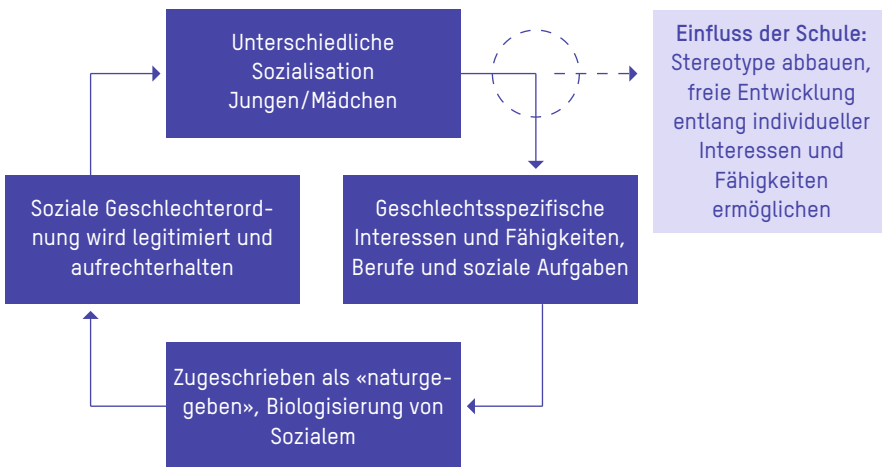 Unterschiedliche
Sozialisation
Jungen/Mädchen
Einfluss der Schule:
Stereotype abbauen,
freie Entwicklung
entlang individueller
Interessen und
Fähigkeiten
ermöglichen
Soziale Geschlechterord-
nung wird legitimiert und
aufrechterhalten
Geschlechtsspezifische
Interessen und Fähigkeiten,
Berufe und soziale Aufgaben
Zugeschrieben als «naturge-
geben», Biologisierung von
Sozialem